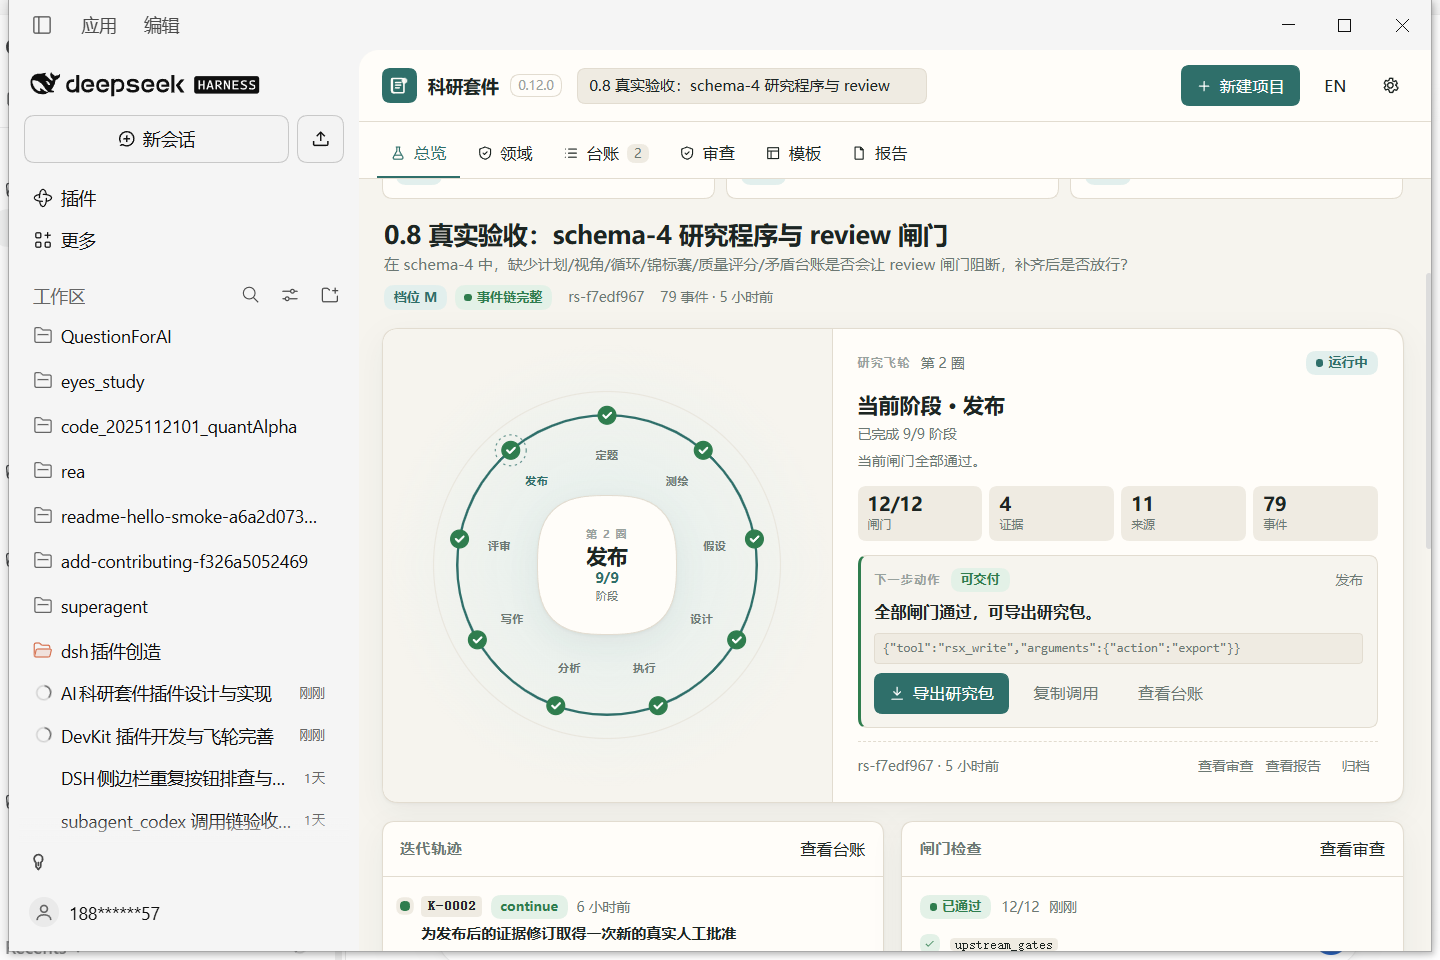 应用 编辑
deepseek HARNESS
新会话
插件
更多
工作区
QuestionForAI
eyes_study
code_2025112101_quantAlpha
rea
readme-hello-smoke-a6a2d073...
add-contributing-f326a5052469
superagent
dsh插件创造
AI科研套件插件设计与实现 刚刚
DevKit 插件开发与飞轮完善 刚刚
DSH侧边栏重复按钮排查与... 1天
subagent_codex 调用链验收... 1天
188******57
科研套件 0.12.0 0.8 真实验收：schema-4 研究程序与 review
+ 新建项目 EN
总览 领域 台账 2 审查 模板 报告
0.8 真实验收：schema-4 研究程序与 review 闸门
在 schema-4 中，缺少计划/视角/循环/锦标赛/质量评分/矛盾台账是否会让 review 闸门阻断，补齐后是否放行？
档位 M 事件链完整 rs-f7edf967 79 事件 · 5 小时前
定题
测绘
假设
设计
执行
分析
写作
评审
发布
第 2 圈
发布
9/9
阶段
研究飞轮 第 2 圈 运行中
当前阶段 • 发布
已完成 9/9 阶段
当前闸门全部通过。
12/12 闸门
4 证据
11 来源
79 事件
下一步动作 可交付 发布
全部闸门通过，可导出研究包。
{"tool":"rsx_write","arguments":{"action":"export"}}
导出研究包 复制调用 查看台账
rs-f7edf967 · 5 小时前 查看审查 查看报告 归档
迭代轨迹 查看台账
K-0002 continue 6 小时前
为发布后的证据修订取得一次新的真实人工批准
闸门检查 查看审查
已通过 12/12 刚刚
upstream_gates